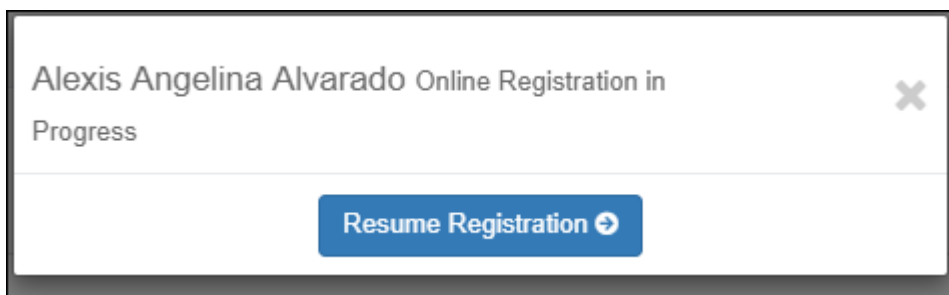 Alexis Angelina Alvarado Online Registration in
Progress
Resume Registration